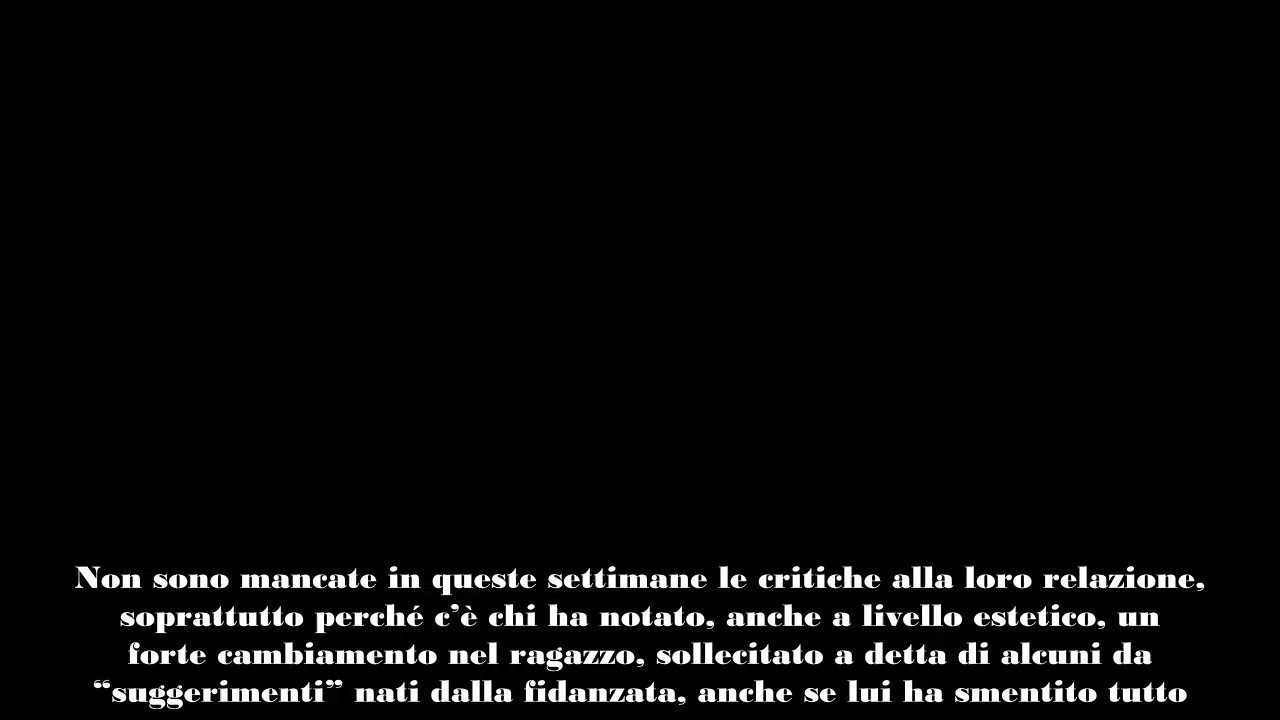 Non sono mancate in queste settimane le critiche alla loro relazione,
soprattutto perché c’è chi ha notato, anche a livello estetico, un
forte cambiamento nel ragazzo, sollecitato a detta di alcuni da
“suggerimenti” nati dalla fidanzata, anche se lui ha smentito tutto